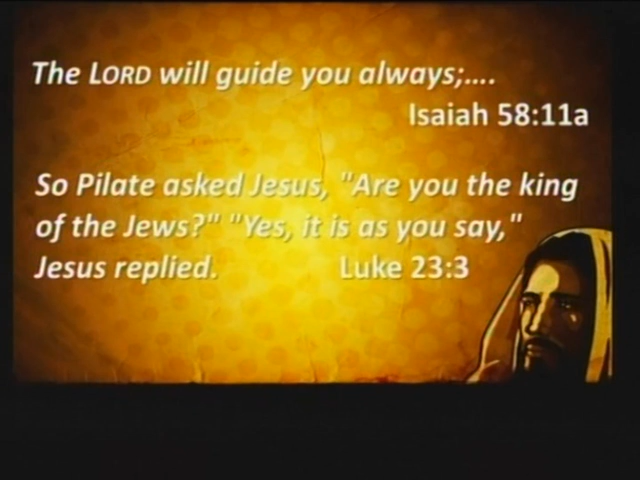 The LORD will guide you always;....
Isaiah 58:11a
So Pilate asked Jesus, "Are you the king
of the Jews?" "Yes, it is as you say,"
Jesus replied. Luke 23:3